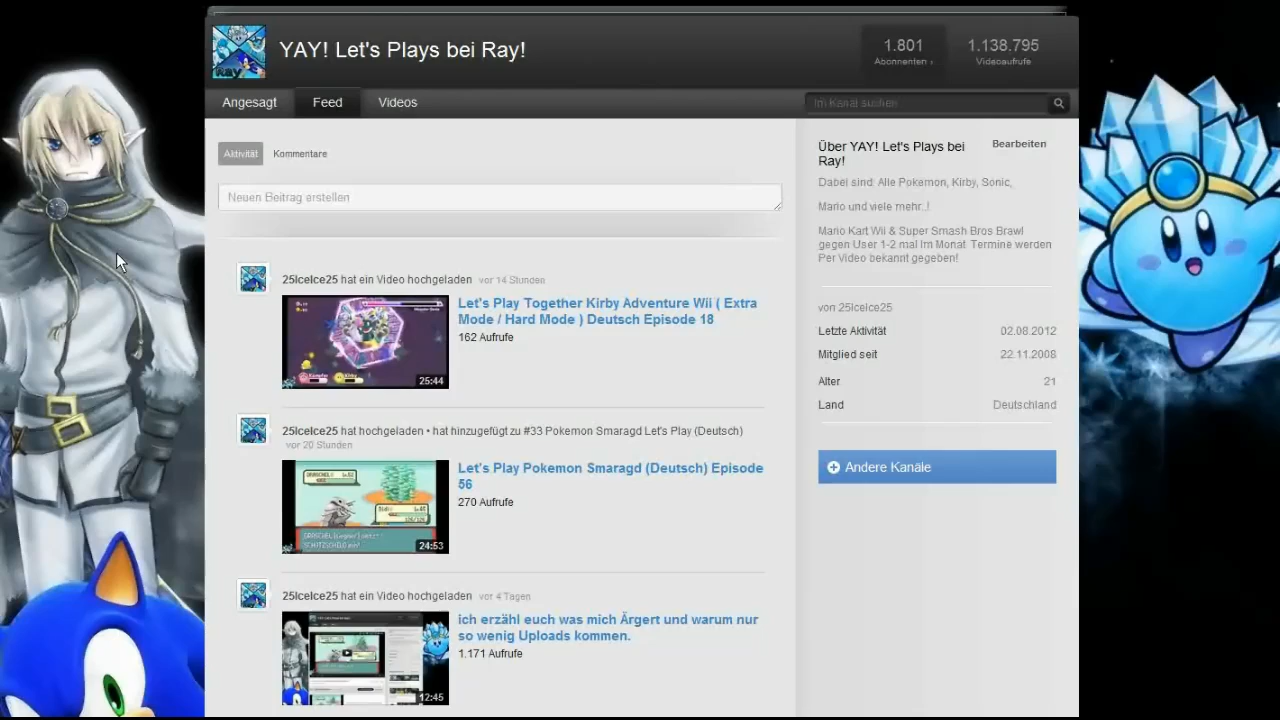 YAY! Let's Plays bei Ray!
1.801
Abonnenten ›
1.138.795
Videoaufrufe
Angesagt
Feed
Videos
Im Kanal suchen
Aktivität
Kommentare
Neuen Beitrag erstellen
25IceIce25 hat ein Video hochgeladen vor 14 Stunden
Let's Play Together Kirby Adventure Wii ( Extra
Mode / Hard Mode ) Deutsch Episode 18
162 Aufrufe
25:44
25IceIce25 hat hochgeladen • hat hinzugefügt zu #33 Pokemon Smaragd Let's Play (Deutsch)
vor 20 Stunden
Let's Play Pokemon Smaragd (Deutsch) Episode
56
270 Aufrufe
24:53
25IceIce25 hat ein Video hochgeladen vor 4 Tagen
ich erzähl euch was mich Ärgert und warum nur
so wenig Uploads kommen.
1.171 Aufrufe
12:45
Über YAY! Let's Plays bei
Ray!
Bearbeiten
Dabei sind: Alle Pokemon, Kirby, Sonic,
Mario und viele mehr..!
Mario Kart Wii & Super Smash Bros Brawl
gegen User 1-2 mal Im Monat. Termine werden
Per Video bekannt gegeben!
von 25IceIce25
Letzte Aktivität 02.08.2012
Mitglied seit 22.11.2008
Alter 21
Land Deutschland
Andere Kanäle